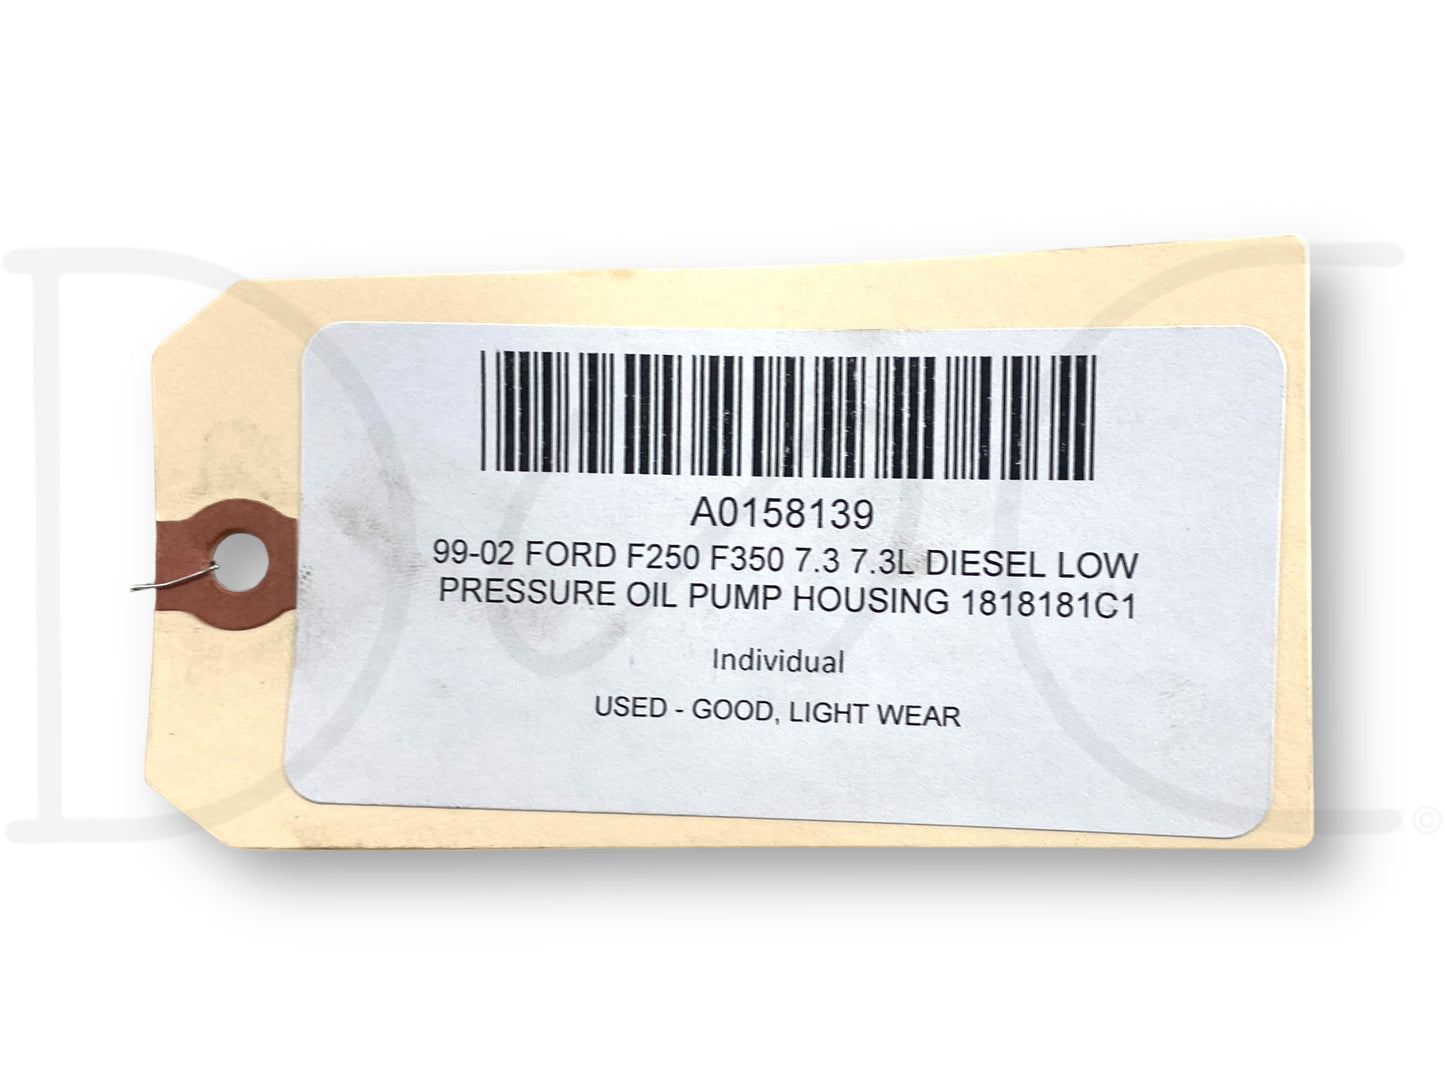 A0158139
99-02 FORD F250 F350 7.3 7.3L DIESEL LOW
PRESSURE OIL PUMP HOUSING 1818181C1
Individual
USED - GOOD, LIGHT WEAR
©